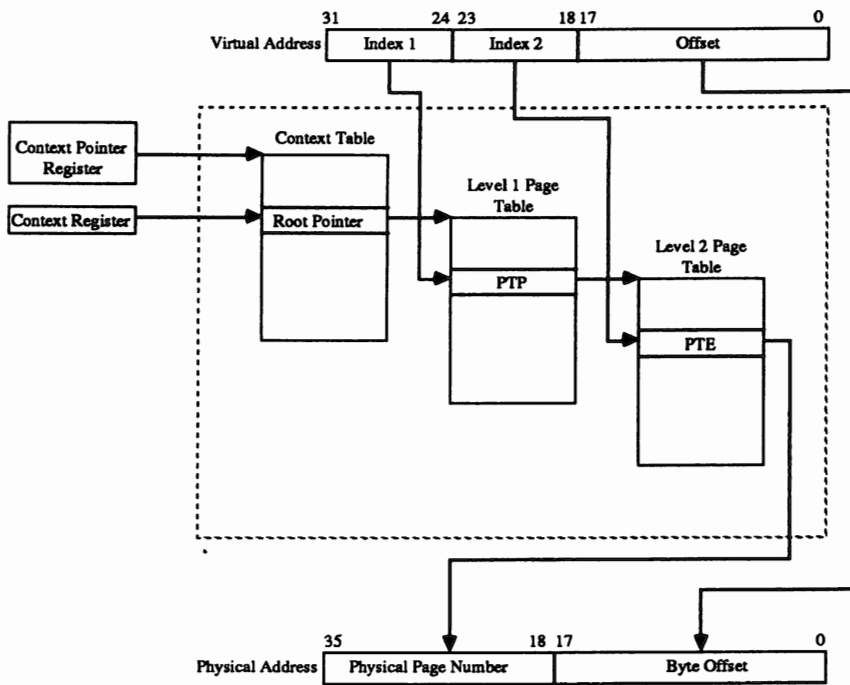 31 24 23 18 17 0
Virtual Address Index 1 Index 2 Offset
Context Table
Context Pointer
Register
Level 1 Page
Table
Context Register
Root Pointer
Level 2 Page
Table
PTP
PTE
35 18 17 0
Physical Address Physical Page Number Byte Offset